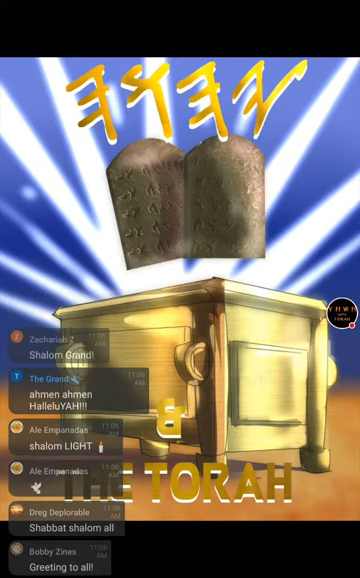 𐤉𐤄𐤅𐤄
Zachariah Z 11:06 AM
Shalom Grand!
The Grand 11:06 AM
ahmen ahmen
HalleluYAH!!!
Ale Empanadas 11:06 AM
shalom LIGHT 🕯️
Ale Empanadas 11:06 AM
🕊️
Dreg Deplorable 11:06 AM
Shabbat shalom all
Bobby Zines 11:06 AM
Greeting to all!
&
THE TORAH
TORAH